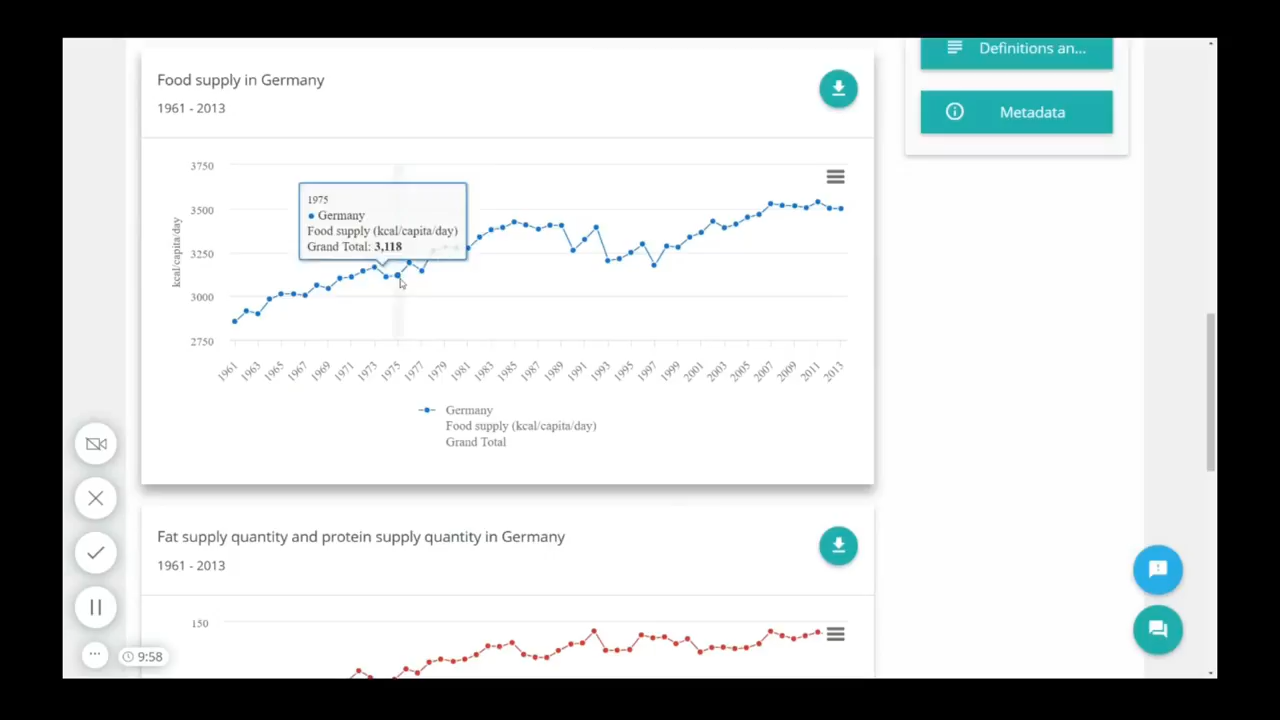 Definitions an...
Metadata
Food supply in Germany
1961 - 2013
3750
3500
3250
3000
2750
kcal/capita/day
1975
Germany
Food supply (kcal/capita/day)
Grand Total: 3,118
1961
1963
1965
1967
1969
1971
1973
1975
1977
1979
1981
1983
1985
1987
1989
1991
1993
1995
1997
1999
2001
2003
2005
2007
2009
2011
2013
Germany
Food supply (kcal/capita/day)
Grand Total
Fat supply quantity and protein supply quantity in Germany
1961 - 2013
150
9:58